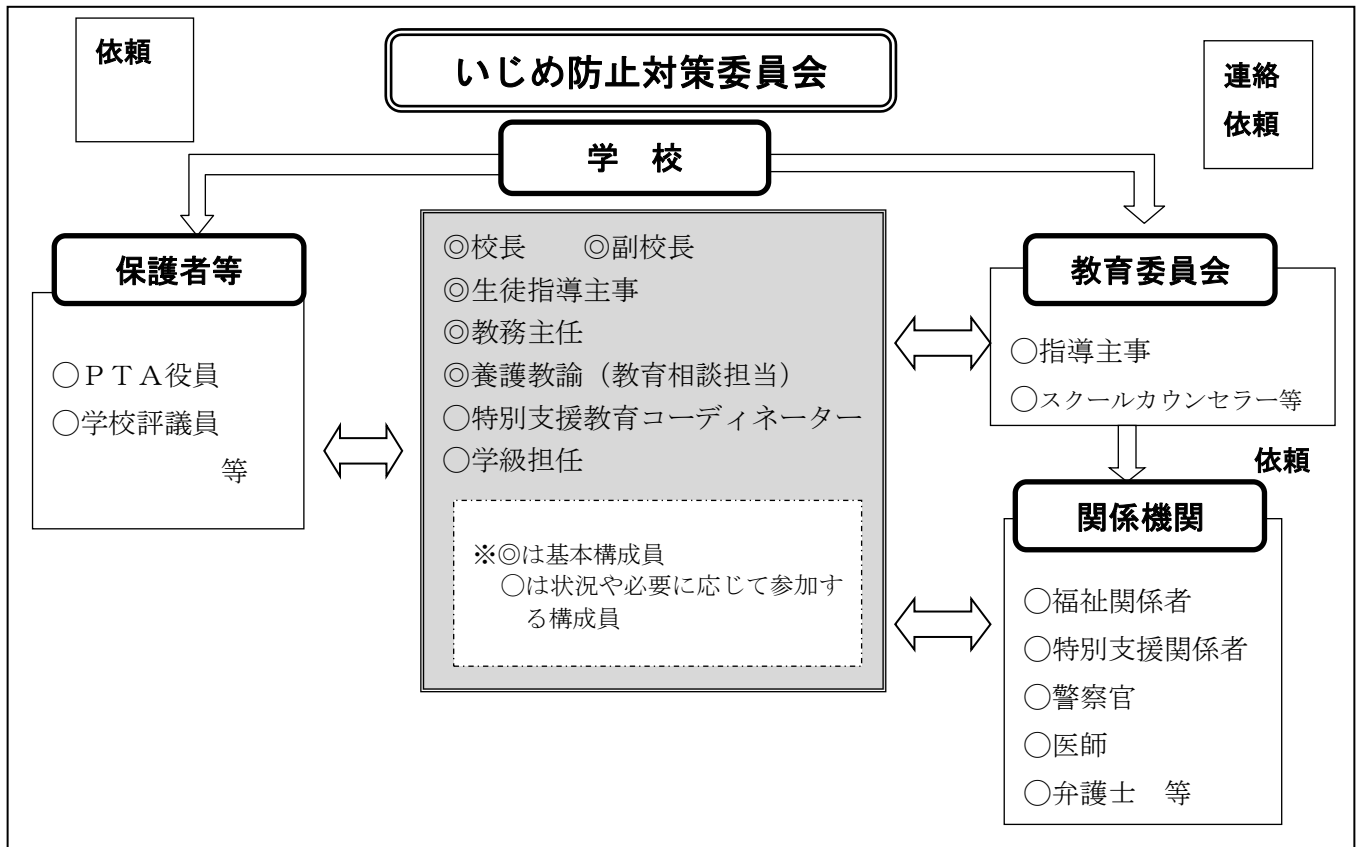 依頼
いじめ防止対策委員会
連絡
依頼
学　校
保護者等
○ＰＴＡ役員
○学校評議員
等
◎校長　　◎副校長
◎生徒指導主事
◎教務主任
◎養護教諭（教育相談担当）
○特別支援教育コーディネーター
○学級担任
※◎は基本構成員
○は状況や必要に応じて参加す
る構成員
教育委員会
○指導主事
○スクールカウンセラー等
依頼
関係機関
○福祉関係者
○特別支援関係者
○警察官
○医師
○弁護士　等